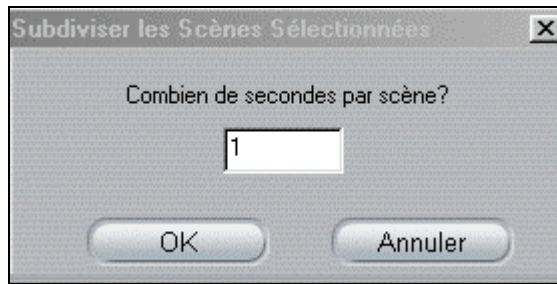 Subdiviser les Scènes Sélectionnées
Combien de secondes par scène?
1
OK
Annuler